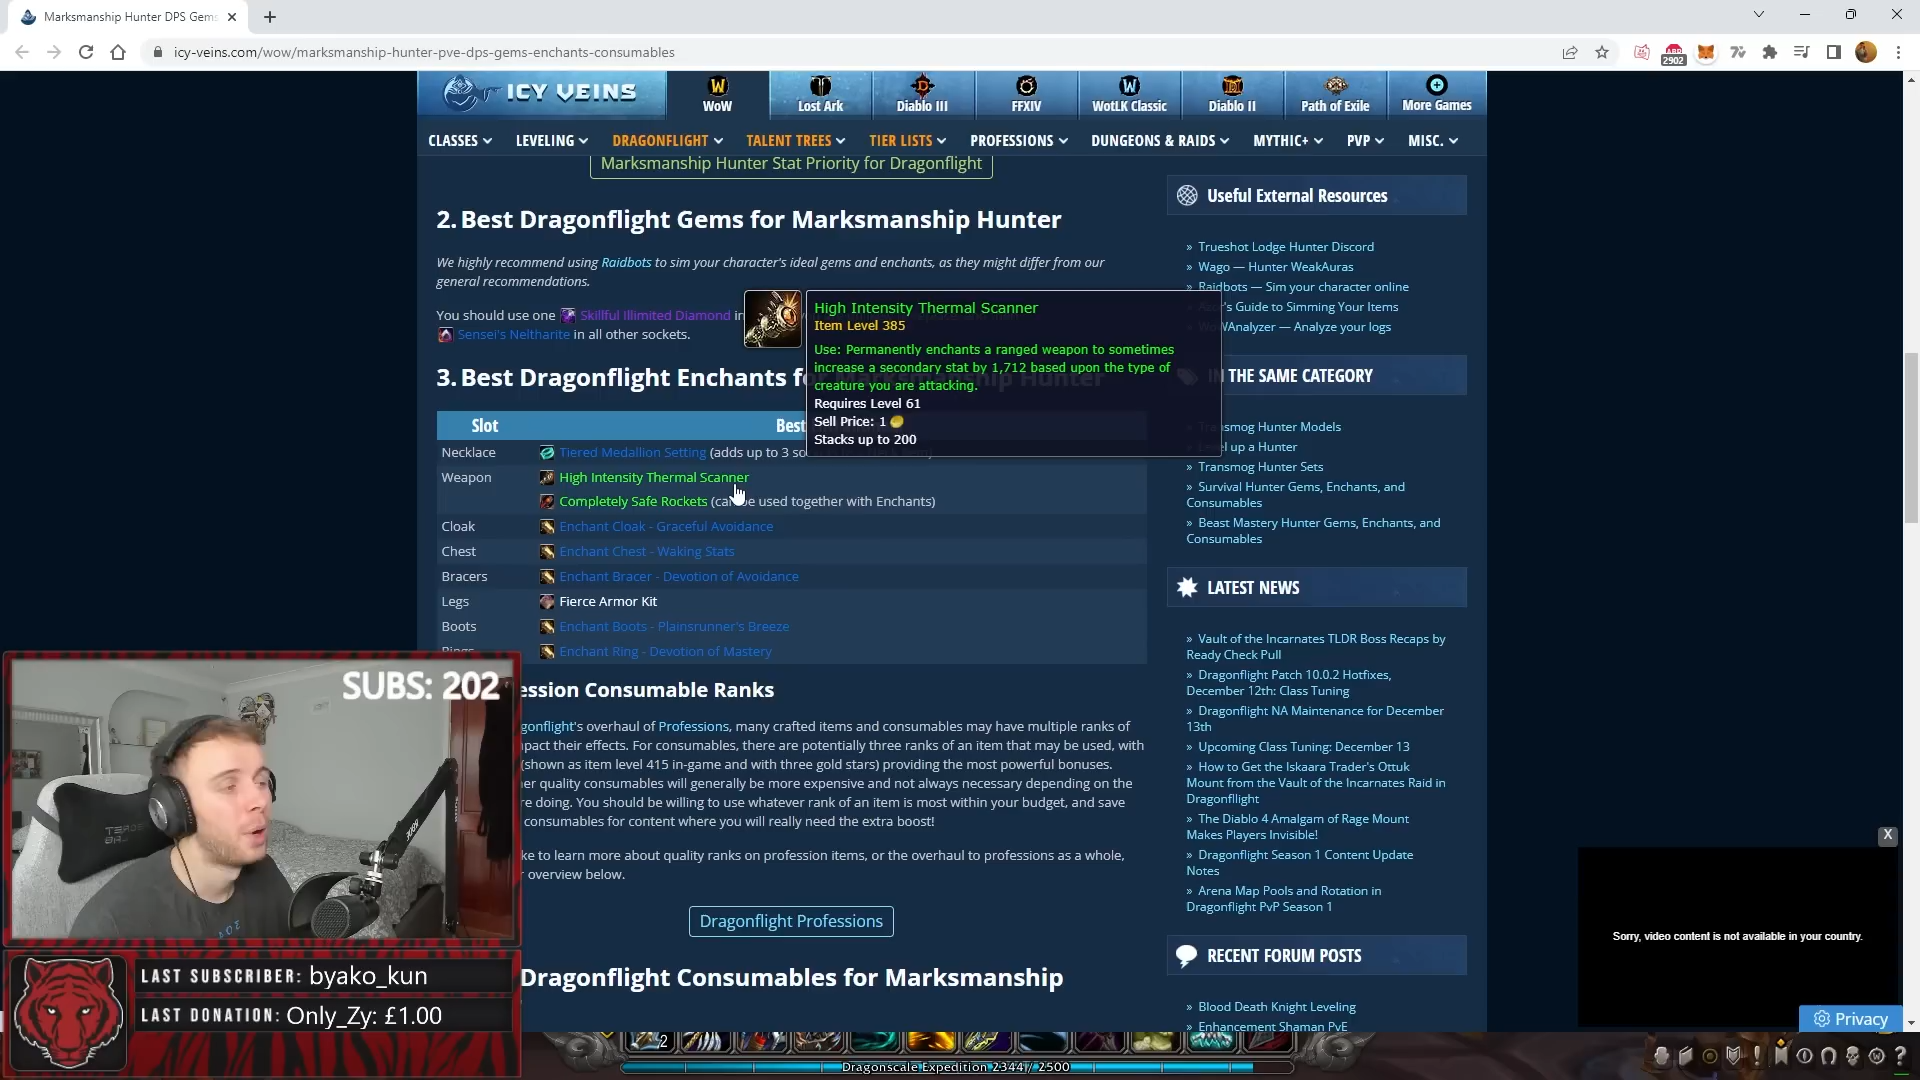 Marksmanship Hunter DPS Gems
icy-veins.com/wow/marksmanship-hunter-pve-dps-gems-enchants-consumables
2902
ICY VEINS
WoW
Lost Ark
Diablo III
FFXIV
WotLK Classic
Diablo II
Path of Exile
More Games
CLASSES
LEVELING
DRAGONFLIGHT
TALENT TREES
TIER LISTS
PROFESSIONS
DUNGEONS & RAIDS
MYTHIC+
PVP
MISC.
Marksmanship Hunter Stat Priority for Dragonflight
2. Best Dragonflight Gems for Marksmanship Hunter
We highly recommend using Raidbots to sim your character's ideal gems and enchants, as they might differ from our
general recommendations.
You should use one Skillful Illimited Diamond in
Sensei's Neltharite in all other sockets.
High Intensity Thermal Scanner
Item Level 385
Use: Permanently enchants a ranged weapon to sometimes
increase a secondary stat by 1,712 based upon the type of
creature you are attacking.
Requires Level 61
Sell Price: 1
Stacks up to 200
3. Best Dragonflight Enchants for Marksmanship Hunter
Slot
Best
Necklace
Tiered Medallion Setting (adds up to 3
Weapon
High Intensity Thermal Scanner
Completely Safe Rockets (can be used together with Enchants)
Cloak
Enchant Cloak - Graceful Avoidance
Chest
Enchant Chest - Waking Stats
Bracers
Enchant Bracer - Devotion of Avoidance
Legs
Fierce Armor Kit
Boots
Enchant Boots - Plainsrunner's Breeze
Rings
Enchant Ring - Devotion of Mastery
ession Consumable Ranks
gonflight's overhaul of Professions, many crafted items and consumables may have multiple ranks of
pact their effects. For consumables, there are potentially three ranks of an item that may be used, with
(shown as item level 415 in-game and with three gold stars) providing the most powerful bonuses.
er quality consumables will generally be more expensive and not always necessary depending on the
re doing. You should be willing to use whatever rank of an item is most within your budget, and save
consumables for content where you will really need the extra boost!
ke to learn more about quality ranks on profession items, or the overhaul to professions as a whole,
r overview below.
Dragonflight Professions
Dragonflight Consumables for Marksmanship
Useful External Resources
» Trueshot Lodge Hunter Discord
» Wago — Hunter WeakAuras
» Raidbots — Sim your character online
's Guide to Simming Your Items
WoWAnalyzer — Analyze your logs
IN THE SAME CATEGORY
Transmog Hunter Models
Level up a Hunter
» Transmog Hunter Sets
» Survival Hunter Gems, Enchants, and
Consumables
» Beast Mastery Hunter Gems, Enchants, and
Consumables
LATEST NEWS
» Vault of the Incarnates TLDR Boss Recaps by
Ready Check Pull
» Dragonflight Patch 10.0.2 Hotfixes,
December 12th: Class Tuning
» Dragonflight NA Maintenance for December
13th
» Upcoming Class Tuning: December 13
» How to Get the Iskaara Trader's Ottuk
Mount from the Vault of the Incarnates Raid in
Dragonfllight
» The Diablo 4 Amalgam of Rage Mount
Makes Players Invisible!
» Dragonflight Season 1 Content Update
Notes
» Arena Map Pools and Rotation in
Dragonflight PvP Season 1
RECENT FORUM POSTS
» Blood Death Knight Leveling
» Enhancement Shaman PvE
X
Sorry, video content is not available in your country.
Privacy
SUBS: 202
LAST SUBSCRIBER: byako_kun
LAST DONATION: Only_Zy: £1.00
2
Dragonscale Expedition 2344 / 2500